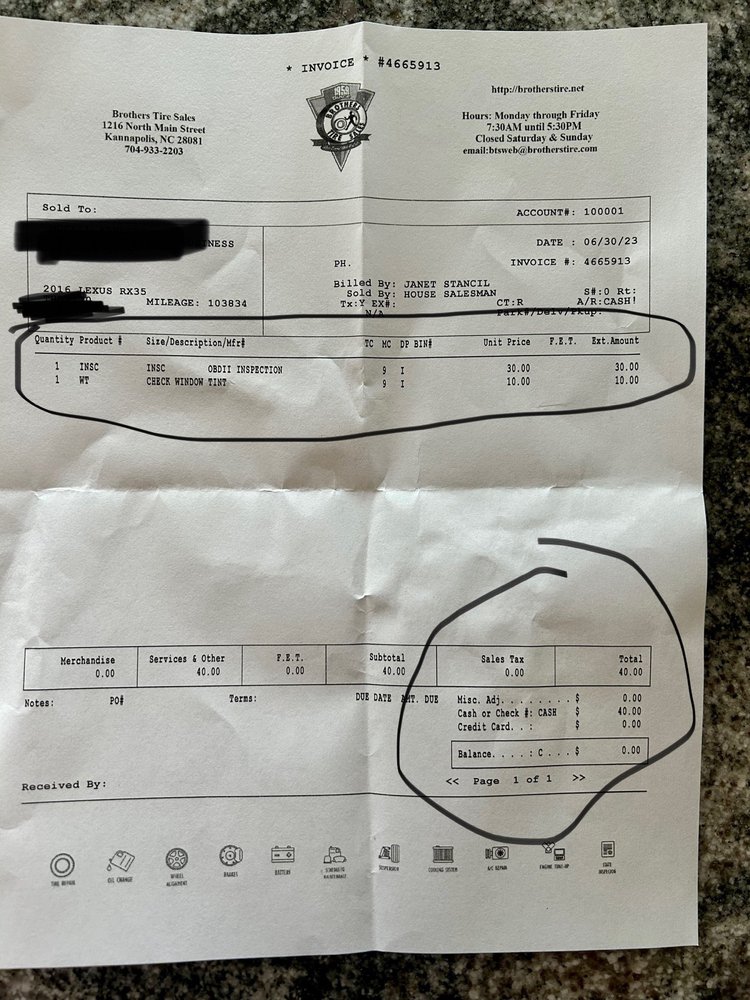 * INVOICE * #4665913
Brothers Tire Sales
1216 North Main Street
Kannapolis, NC 28081
704-933-2203
1958
BROTHERS
TIRE SALES
http://brotherstire.net
Hours: Monday through Friday
7:30AM until 5:30PM
Closed Saturday & Sunday
email:btsweb@brotherstire.com
Sold To:
ACCOUNT#: 100001
INESS
DATE : 06/30/23
PH.
INVOICE #: 4665913
2016 LEXUS RX35
MILEAGE: 103834
Billed By: JANET STANCIL
Sold By: HOUSE SALESMAN
S#:0 Rt:
Tx:Y EX#:
CT:R
A/R:CASH!
N/A
Park#/Delv/Pkup:
Quantity Product # Size/Description/Mfr# TC MC DP BIN# Unit Price F.E.T. Ext.Amount
1 INSC INSC OBDII INSPECTION 9 I 30.00 30.00
1 WT CHECK WINDOW TINT 9 I 10.00 10.00
Merchandise Services & Other F.E.T. Subtotal Sales Tax Total
0.00 40.00 0.00 40.00 0.00 40.00
Notes: PO# Terms: DUE DATE AMT. DUE
Misc. Adj. . . . . . . . $ 0.00
Cash or Check #: CASH $ 40.00
Credit Card. . : $ 0.00
Balance. . . . : C . . . $ 0.00
<< Page 1 of 1 >>
Received By:
TIRE REPAIR
OIL CHANGE
WHEEL
ALIGNMENT
BRAKES
BATTERY
SCHEDULED
MAINTENANCE
SUSPENSION
COOLING SYSTEM
A/C REPAIR
ENGINE TUNE-UP
STATE
INSPECTION